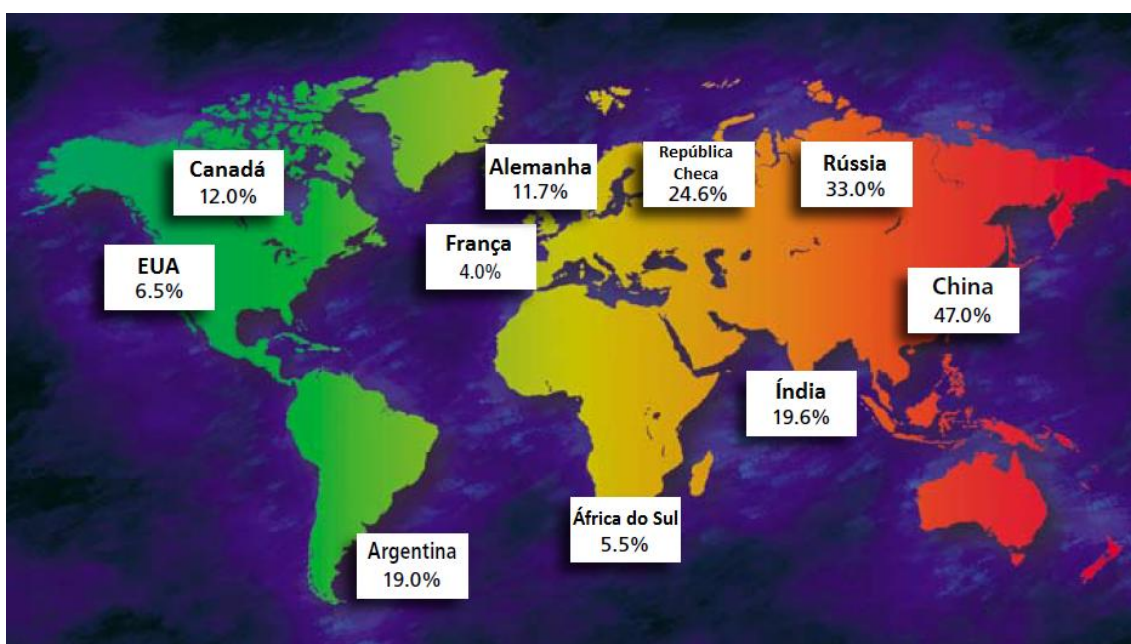 Canadá
12.0%
Alemanha
11.7%
República
Checa
24.6%
Rússia
33.0%
EUA
6.5%
França
4.0%
China
47.0%
Índia
19.6%
África do Sul
5.5%
Argentina
19.0%